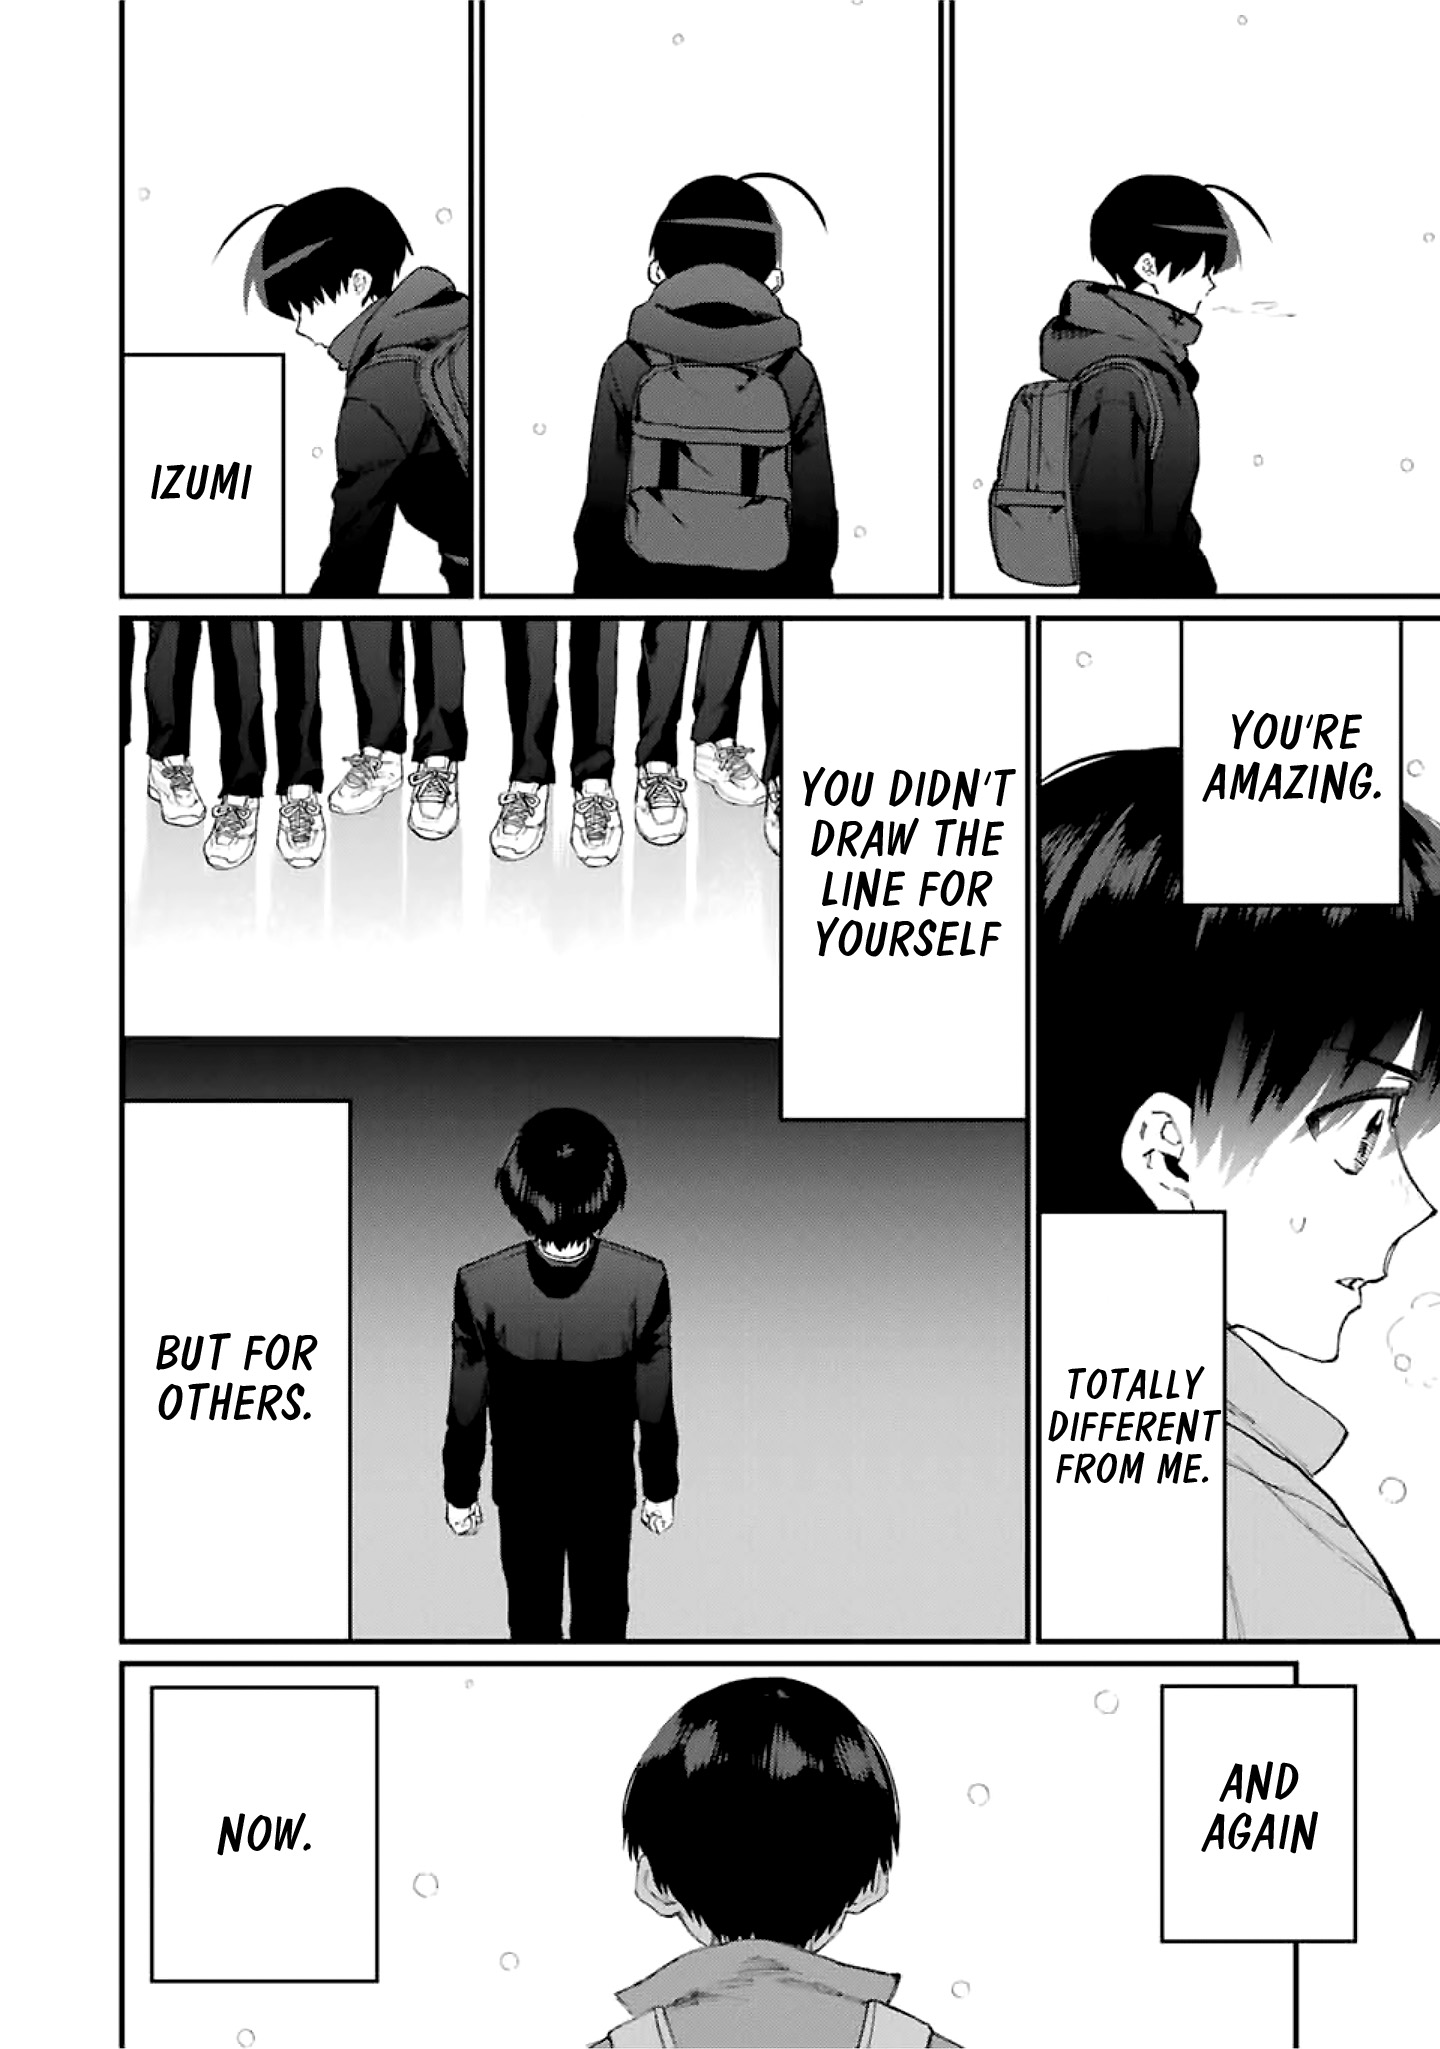 IZUMI
YOU'RE
AMAZING.
TOTALLY
DIFFERENT
FROM ME.
YOU DIDN'T
DRAW THE
LINE FOR
YOURSELF
BUT FOR
OTHERS.
AND
AGAIN
NOW.